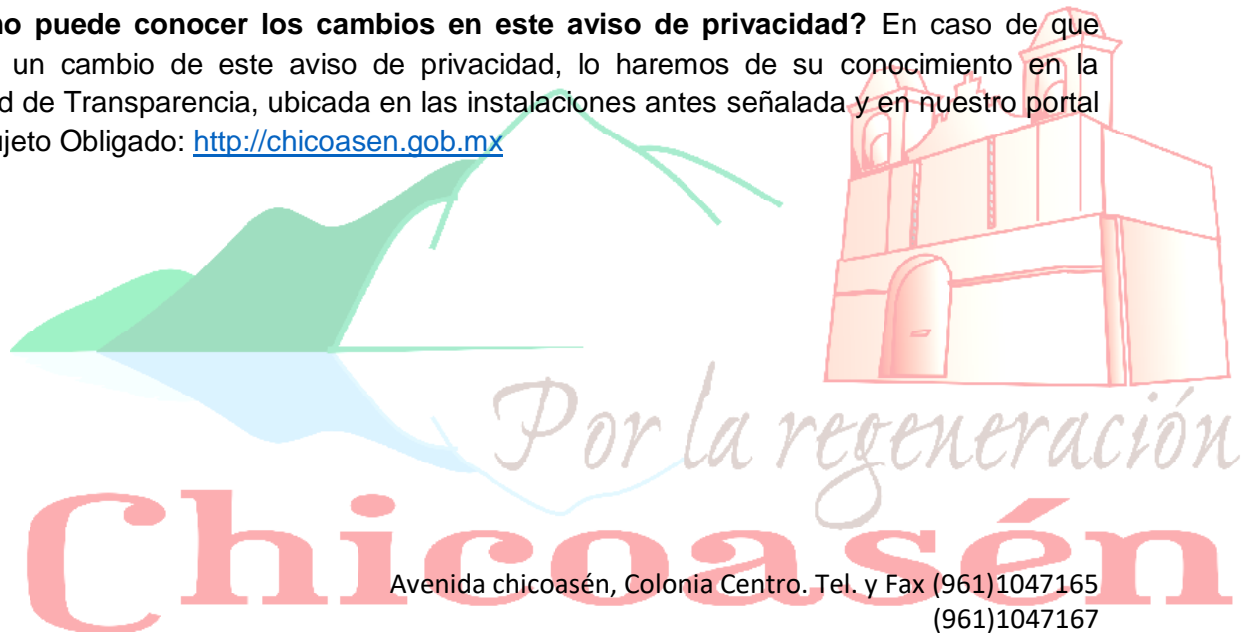 no puede conocer los cambios en este aviso de privacidad? En caso de que
un cambio de este aviso de privacidad, lo haremos de su conocimiento en la
d de Transparencia, ubicada en las instalaciones antes señalada y en nuestro portal
jeto Obligado: http://chicoasen.gob.mx
Por la regeneración
Chicoasén
Avenida chicoasén, Colonia Centro. Tel. y Fax (961)1047165
(961)1047167